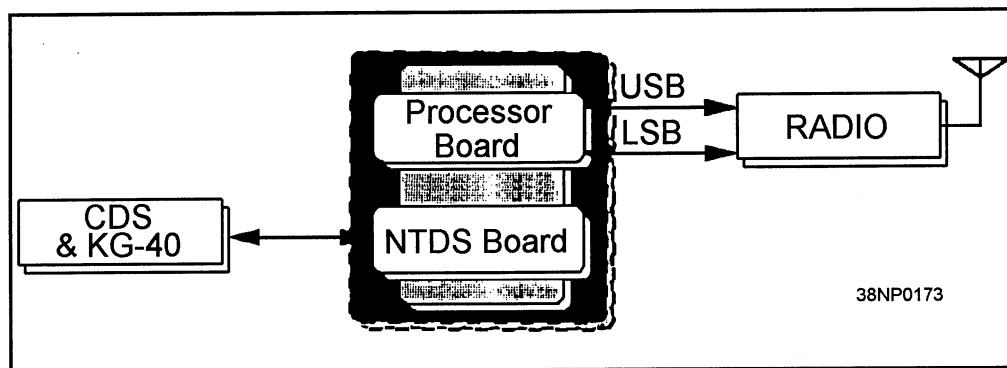 CDS
& KG-40
Processor
Board
NTDS Board
USB
LSB
RADIO
38NP0173